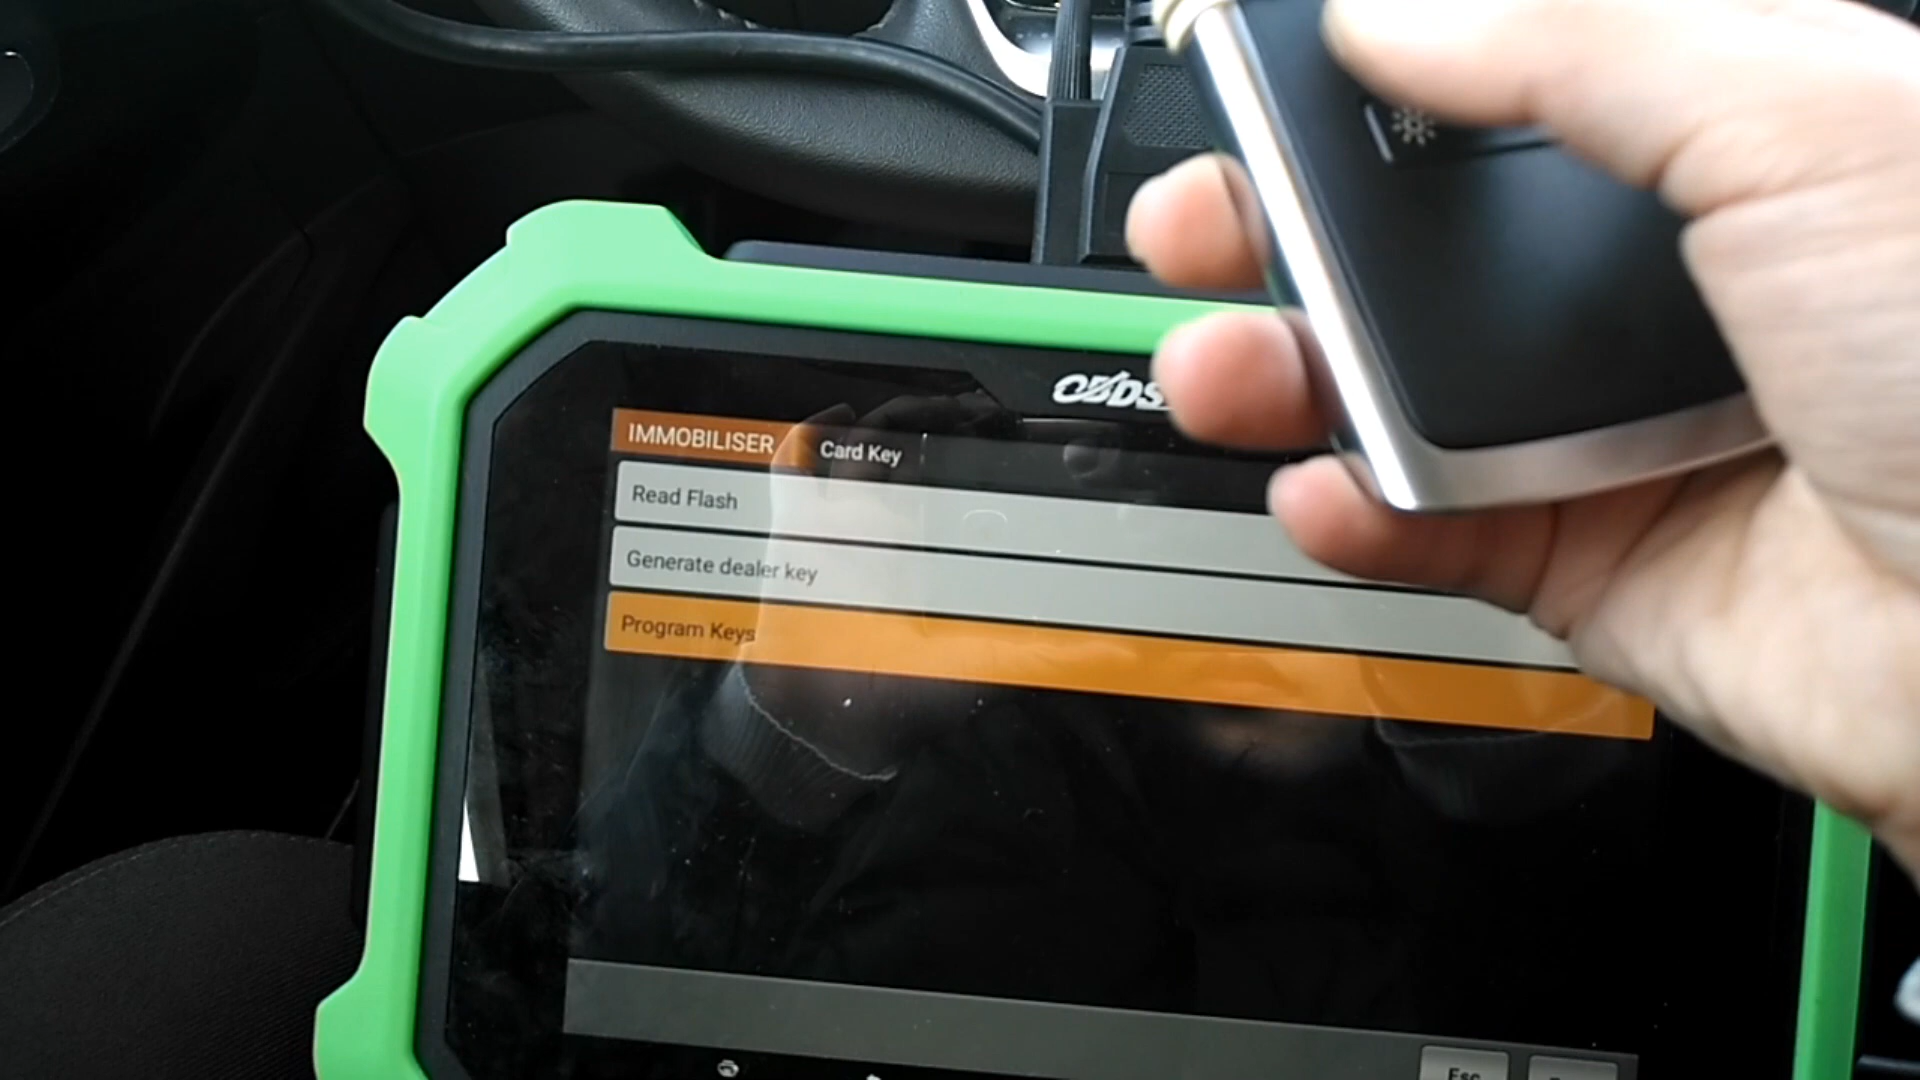 OBDS
IMMOBILISER
Card Key
Read Flash
Generate dealer key
Program Keys
Esc